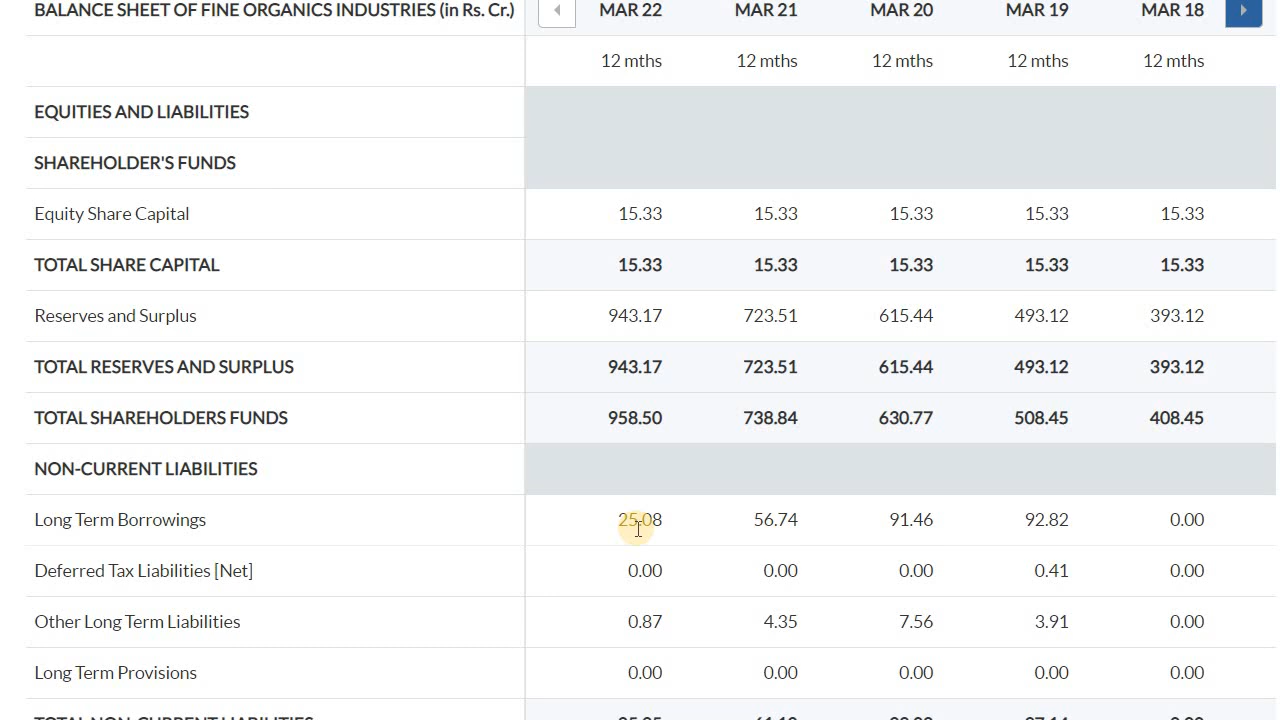 BALANCE SHEET OF FINE ORGANICS INDUSTRIES (in Rs. Cr.) MAR 22 MAR 21 MAR 20 MAR 19 MAR 18
12 mths 12 mths 12 mths 12 mths 12 mths
EQUITIES AND LIABILITIES
SHAREHOLDER'S FUNDS
Equity Share Capital 15.33 15.33 15.33 15.33 15.33
TOTAL SHARE CAPITAL 15.33 15.33 15.33 15.33 15.33
Reserves and Surplus 943.17 723.51 615.44 493.12 393.12
TOTAL RESERVES AND SURPLUS 943.17 723.51 615.44 493.12 393.12
TOTAL SHAREHOLDERS FUNDS 958.50 738.84 630.77 508.45 408.45
NON-CURRENT LIABILITIES
Long Term Borrowings 25.08 56.74 91.46 92.82 0.00
Deferred Tax Liabilities [Net] 0.00 0.00 0.00 0.41 0.00
Other Long Term Liabilities 0.87 4.35 7.56 3.91 0.00
Long Term Provisions 0.00 0.00 0.00 0.00 0.00
TOTAL NON-CURRENT LIABILITIES